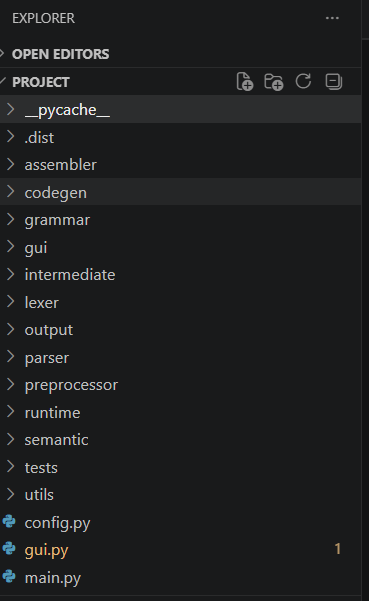 EXPLORER
OPEN EDITORS
PROJECT
__pycache__
.dist
assembler
codegen
grammar
gui
intermediate
lexer
output
parser
preprocessor
runtime
semantic
tests
utils
config.py
gui.py 1
main.py